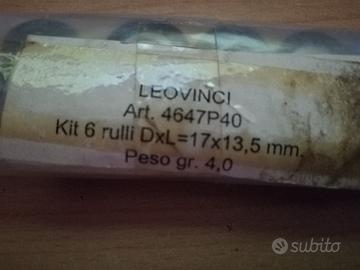 LEOVINCI
Art. 4647P40
Kit 6 rulli DxL=17x13,5 mm.
Peso gr. 4,0
subito